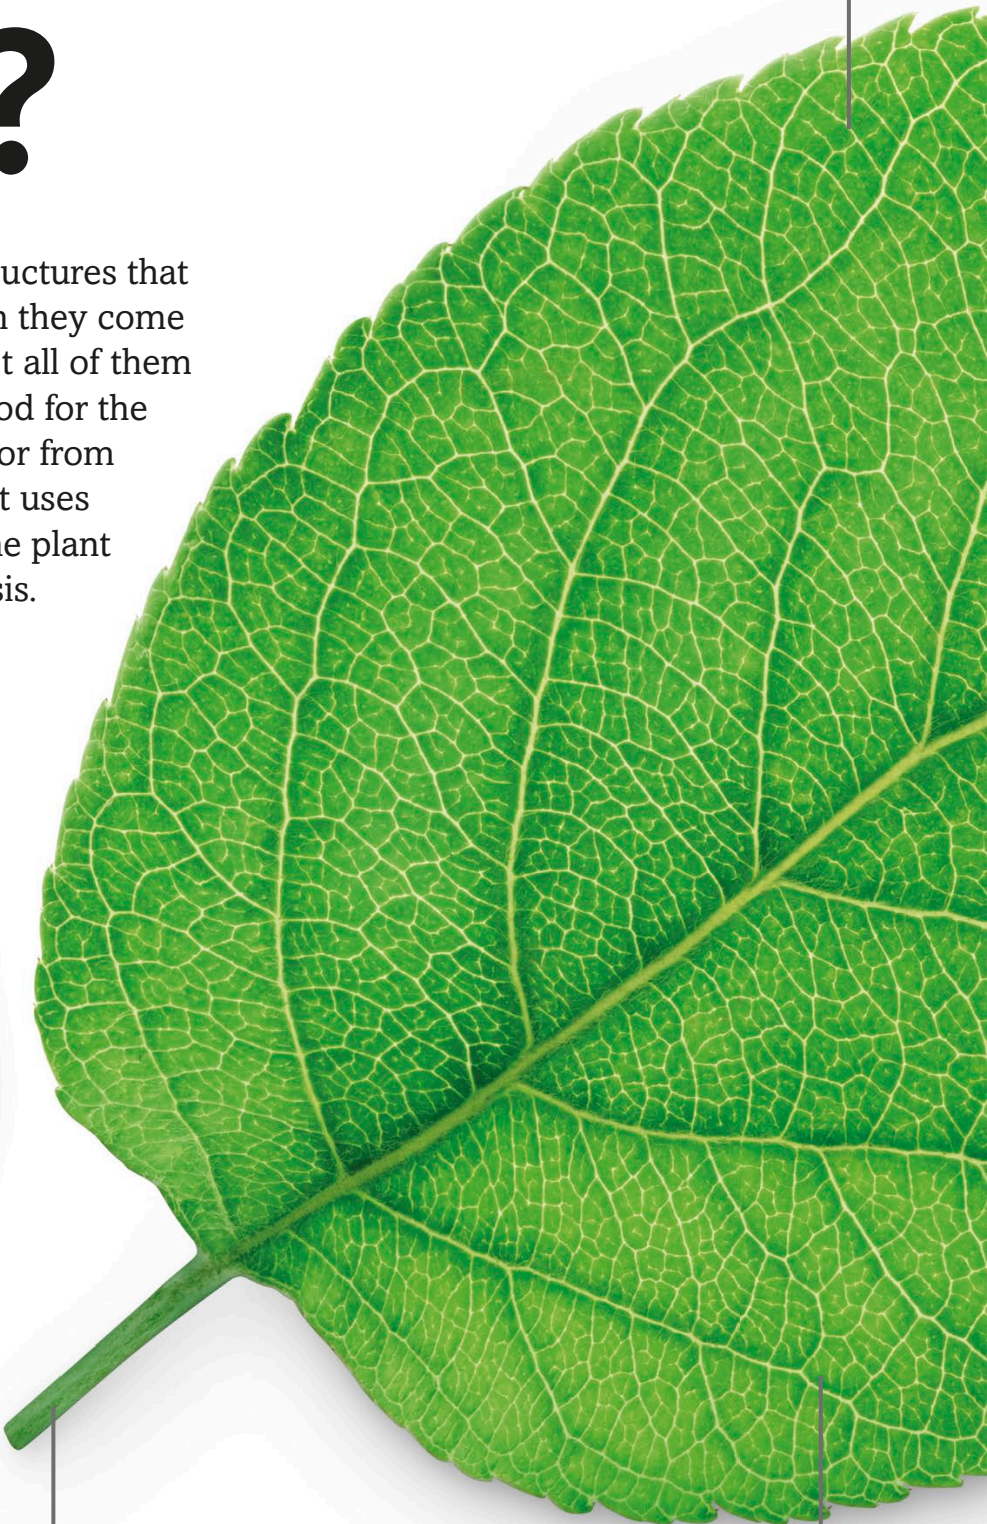 ?
uctures that
they come
t all of them
od for the
or from
t uses
e plant
sis.